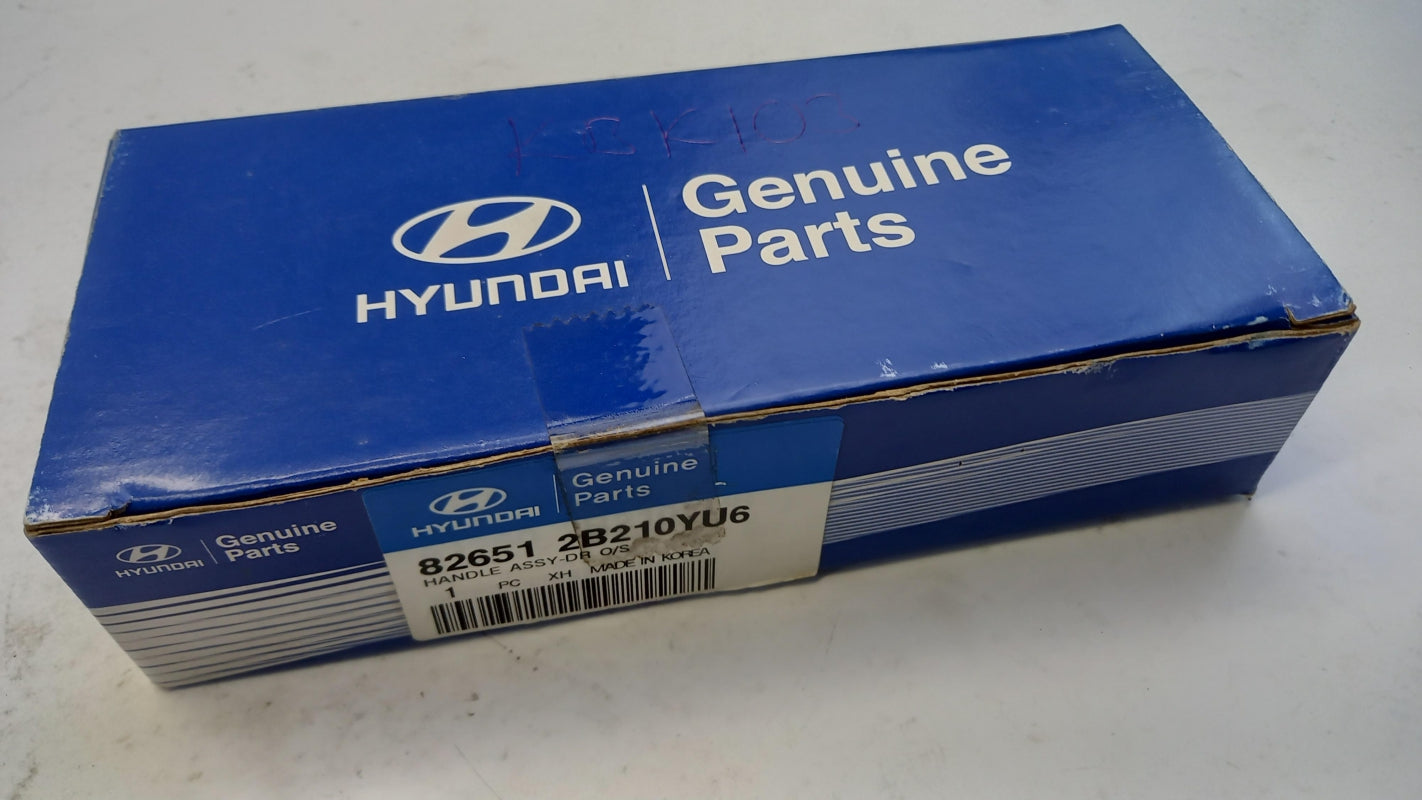 KBK103
HYUNDAI
Genuine
Parts
HYUNDAI
Genuine
Parts
HYUNDAI
Genuine
Parts
82651 2B210YU6
HANDLE ASSY-DR O/S
1 PC XH MADE IN KOREA